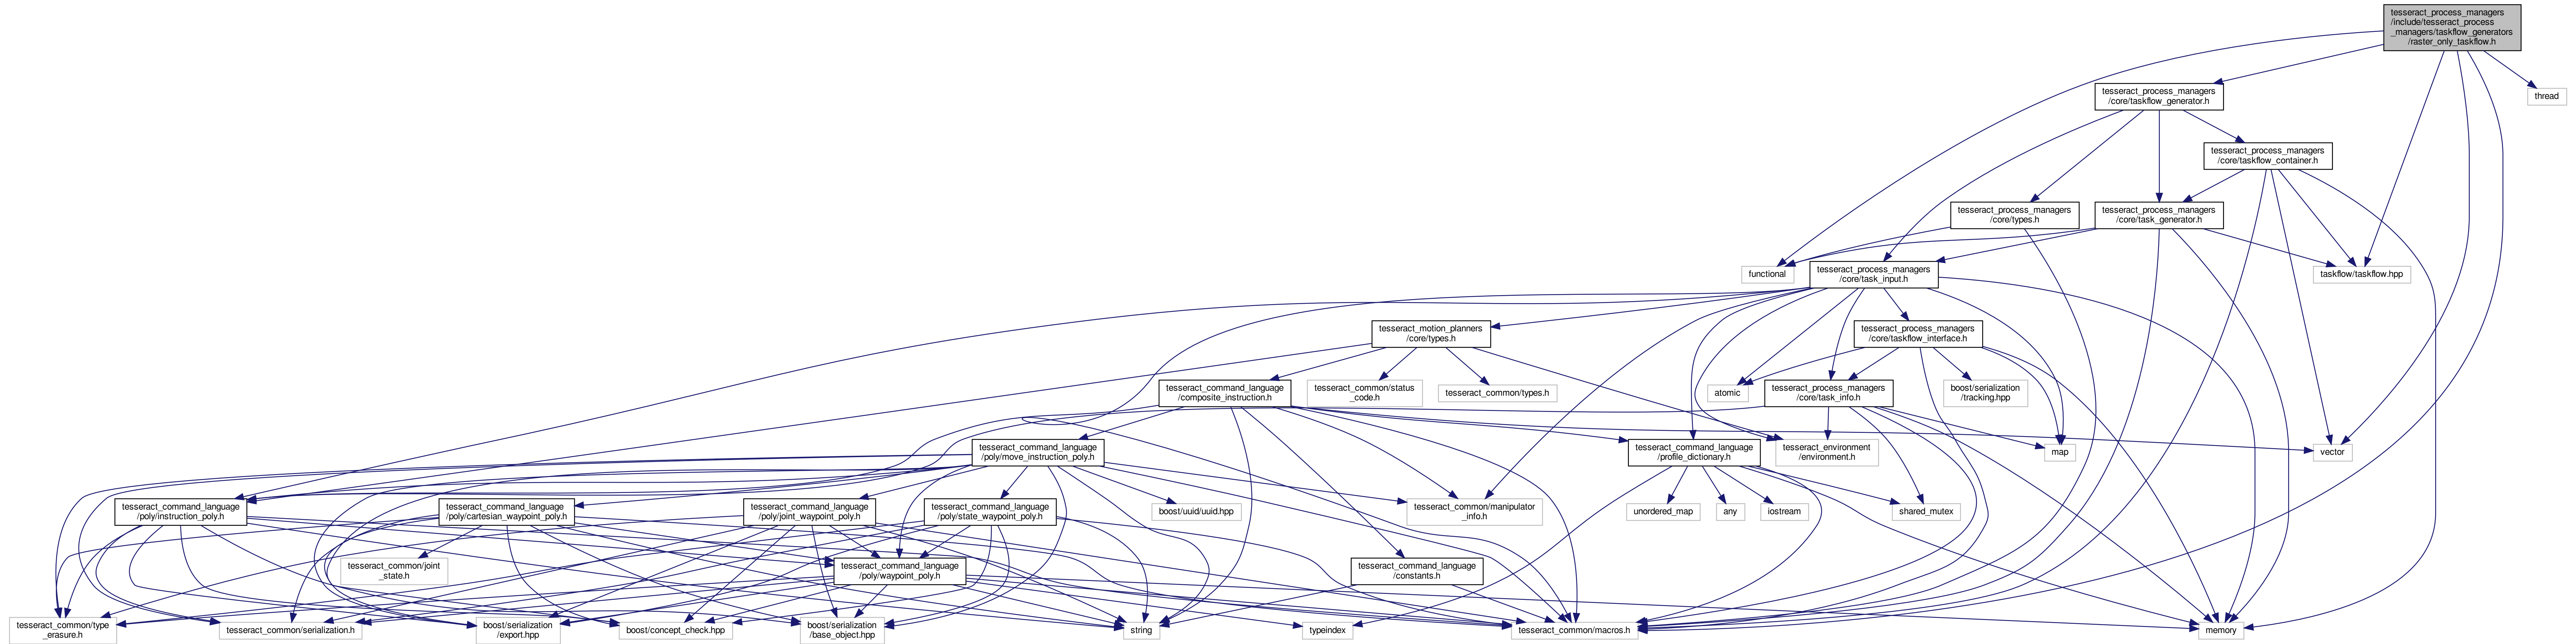 tesseract_process_managers
/include/tesseract_process
_managers/taskflow_generators
/raster_only_taskflow.h
tesseract_process_managers
/core/taskflow_generator.h
thread
tesseract_process_managers
/core/taskflow_container.h
tesseract_process_managers
/core/types.h
tesseract_process_managers
/core/task_generator.h
functional
tesseract_process_managers
/core/task_input.h
taskflow/taskflow.hpp
tesseract_motion_planners
/core/types.h
tesseract_process_managers
/core/taskflow_interface.h
tesseract_command_language
/composite_instruction.h
tesseract_common/status
_code.h
tesseract_common/types.h
atomic
tesseract_process_managers
/core/task_info.h
boost/serialization
/tracking.hpp
tesseract_command_language
/poly/move_instruction_poly.h
tesseract_command_language
/profile_dictionary.h
tesseract_environment
/environment.h
map
vector
tesseract_command_language
/poly/instruction_poly.h
tesseract_command_language
/poly/cartesian_waypoint_poly.h
tesseract_command_language
/poly/joint_waypoint_poly.h
tesseract_command_language
/poly/state_waypoint_poly.h
boost/uuid/uuid.hpp
tesseract_common/manipulator
_info.h
unordered_map
any
iostream
shared_mutex
tesseract_common/joint
_state.h
tesseract_command_language
/poly/waypoint_poly.h
tesseract_command_language
/constants.h
tesseract_common/type
_erasure.h
tesseract_common/serialization.h
boost/serialization
/export.hpp
boost/concept_check.hpp
boost/serialization
/base_object.hpp
string
typeindex
tesseract_common/macros.h
memory